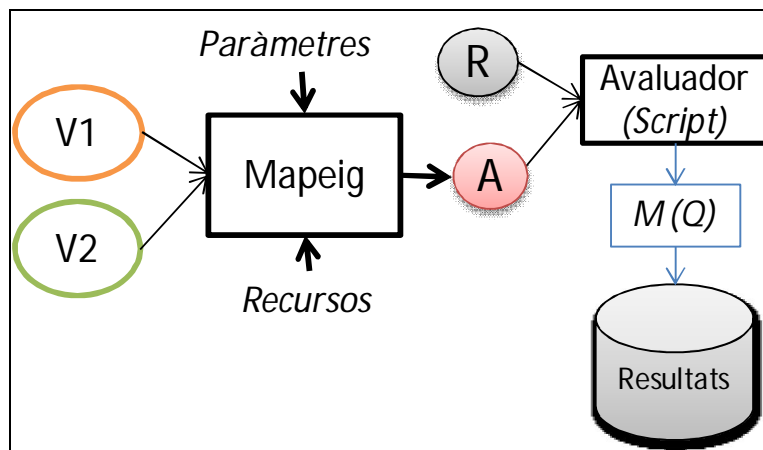 Paràmetres
V1
V2
Mapeig
Recursos
R
A
Avaluador
(Script)
M (Q)
Resultats